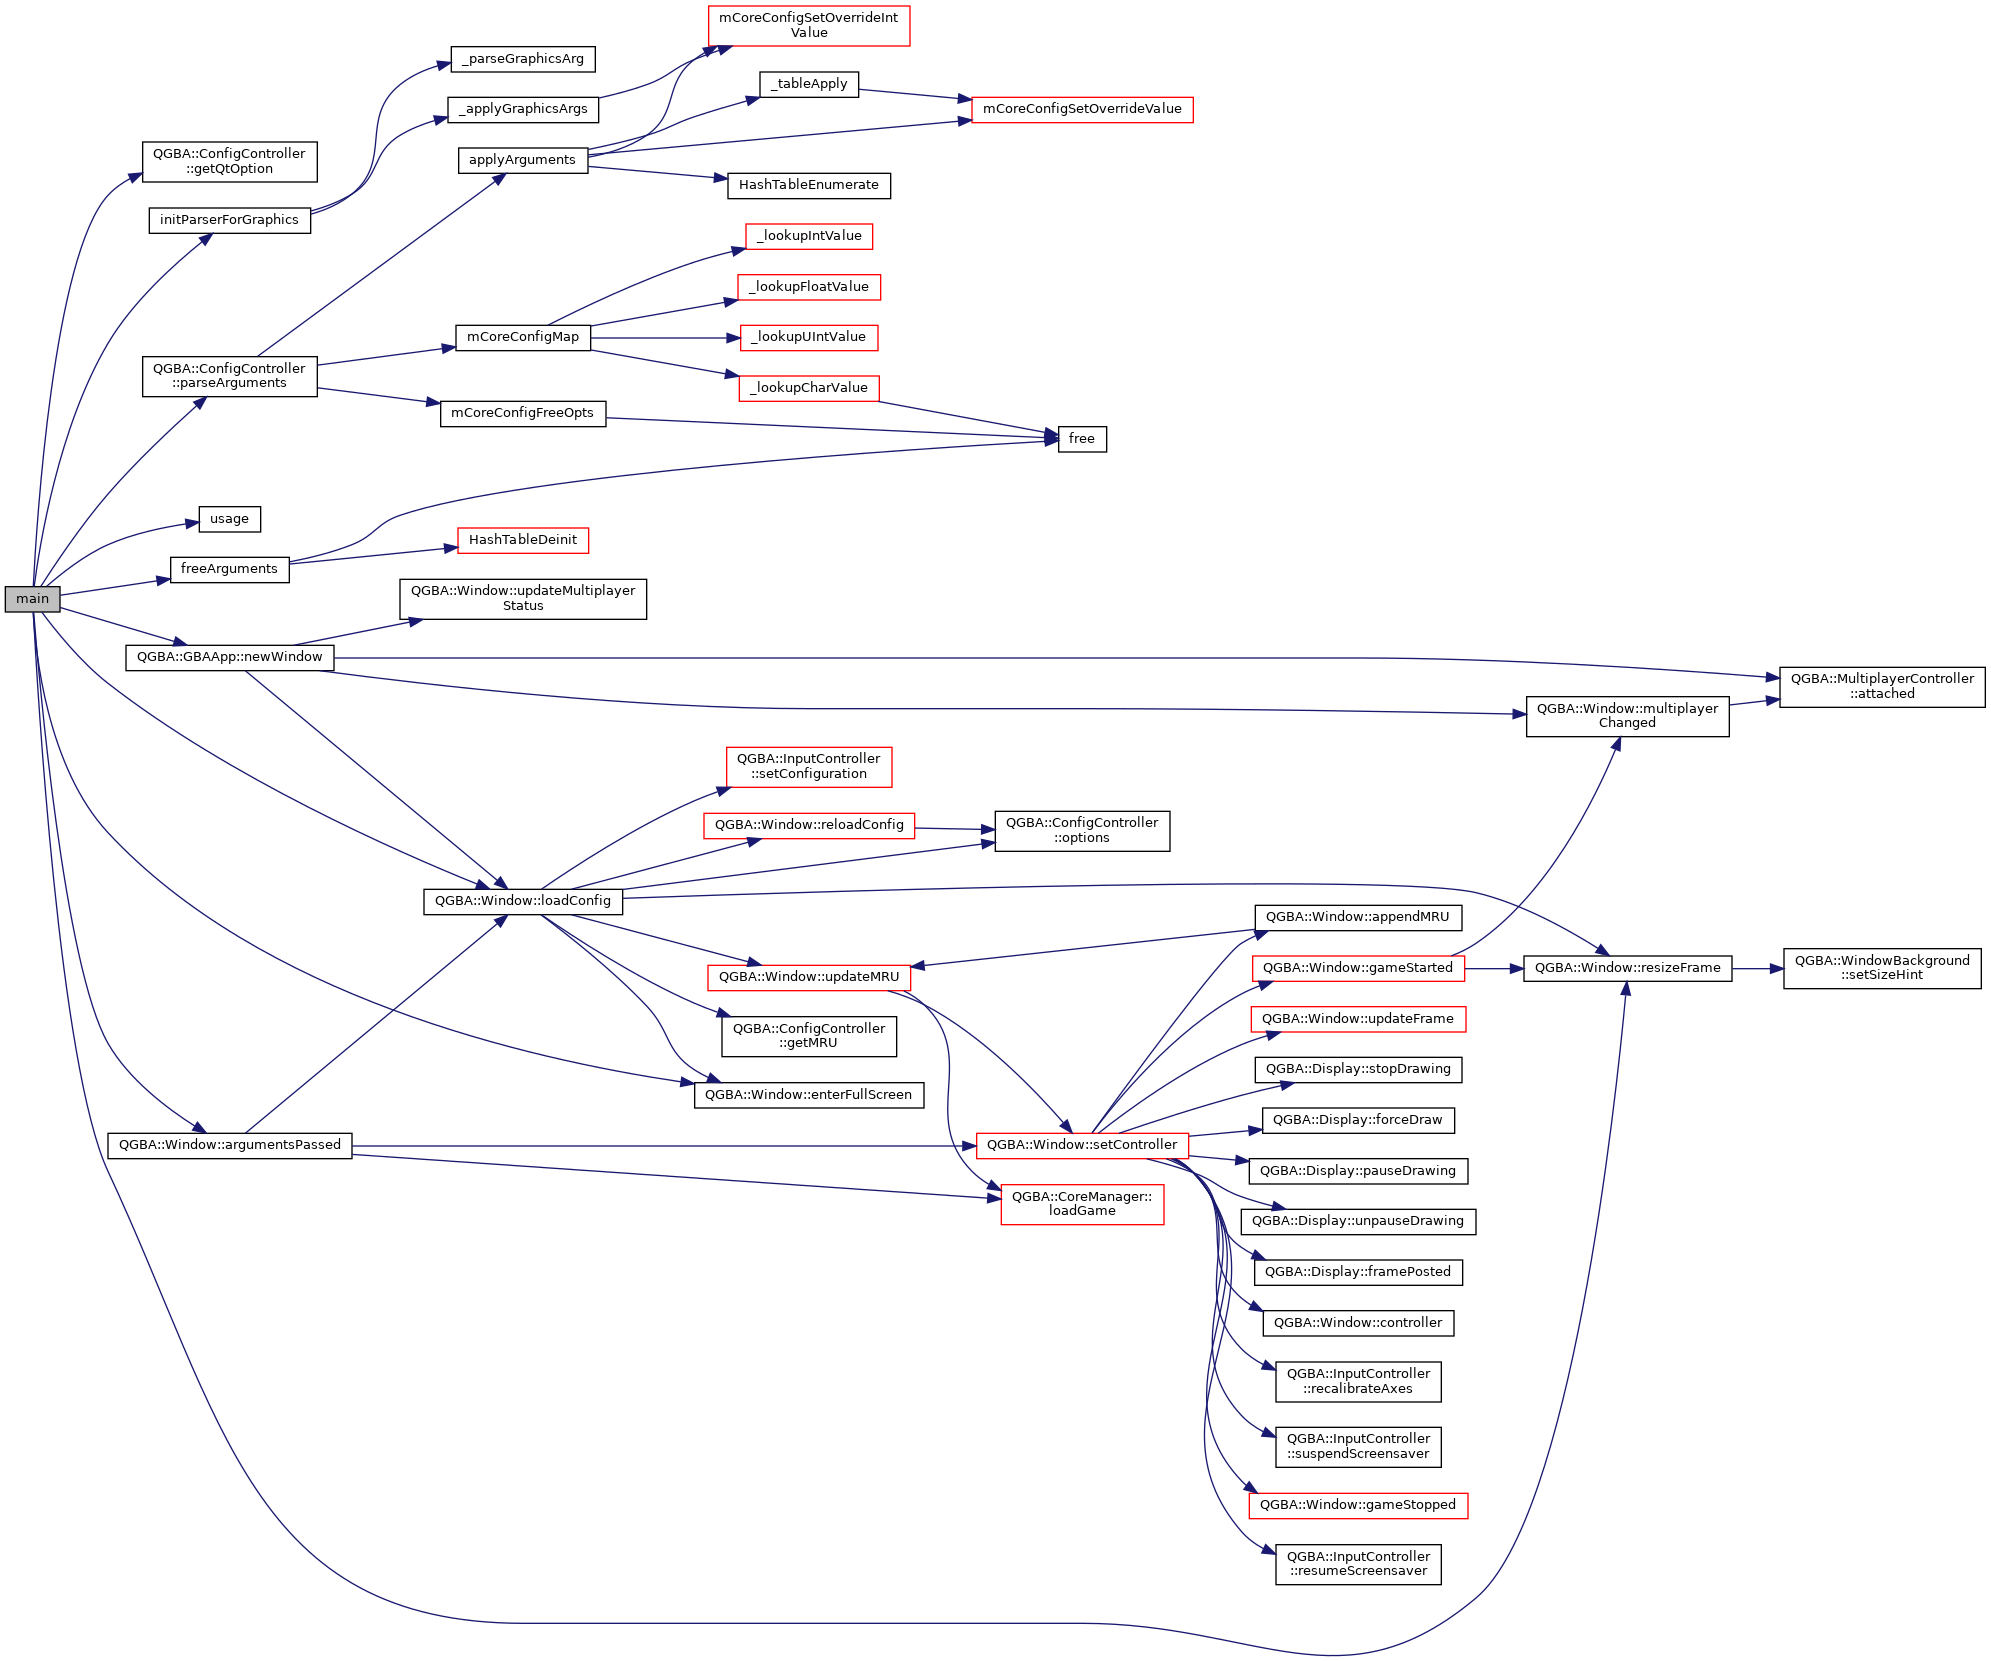 main
QGBA::ConfigController
::getQtOption
initParserForGraphics
QGBA::ConfigController
::parseArguments
usage
freeArguments
QGBA::GBAApp::newWindow
QGBA::Window::argumentsPassed
_parseGraphicsArg
_applyGraphicsArgs
applyArguments
mCoreConfigMap
mCoreConfigFreeOpts
HashTableDeinit
QGBA::Window::updateMultiplayer
Status
QGBA::Window::loadConfig
mCoreConfigSetOverrideInt
Value
_tableApply
HashTableEnumerate
_lookupIntValue
_lookupFloatValue
_lookupUIntValue
_lookupCharValue
QGBA::InputController
::setConfiguration
QGBA::Window::reloadConfig
QGBA::Window::updateMRU
QGBA::ConfigController
::getMRU
QGBA::Window::enterFullScreen
mCoreConfigSetOverrideValue
free
QGBA::ConfigController
::options
QGBA::Window::setController
QGBA::CoreManager::
loadGame
QGBA::Window::appendMRU
QGBA::Window::gameStarted
QGBA::Window::updateFrame
QGBA::Display::stopDrawing
QGBA::Display::forceDraw
QGBA::Display::pauseDrawing
QGBA::Display::unpauseDrawing
QGBA::Display::framePosted
QGBA::Window::controller
QGBA::InputController
::recalibrateAxes
QGBA::InputController
::suspendScreensaver
QGBA::Window::gameStopped
QGBA::InputController
::resumeScreensaver
QGBA::Window::multiplayer
Changed
QGBA::Window::resizeFrame
QGBA::MultiplayerController
::attached
QGBA::WindowBackground
::setSizeHint